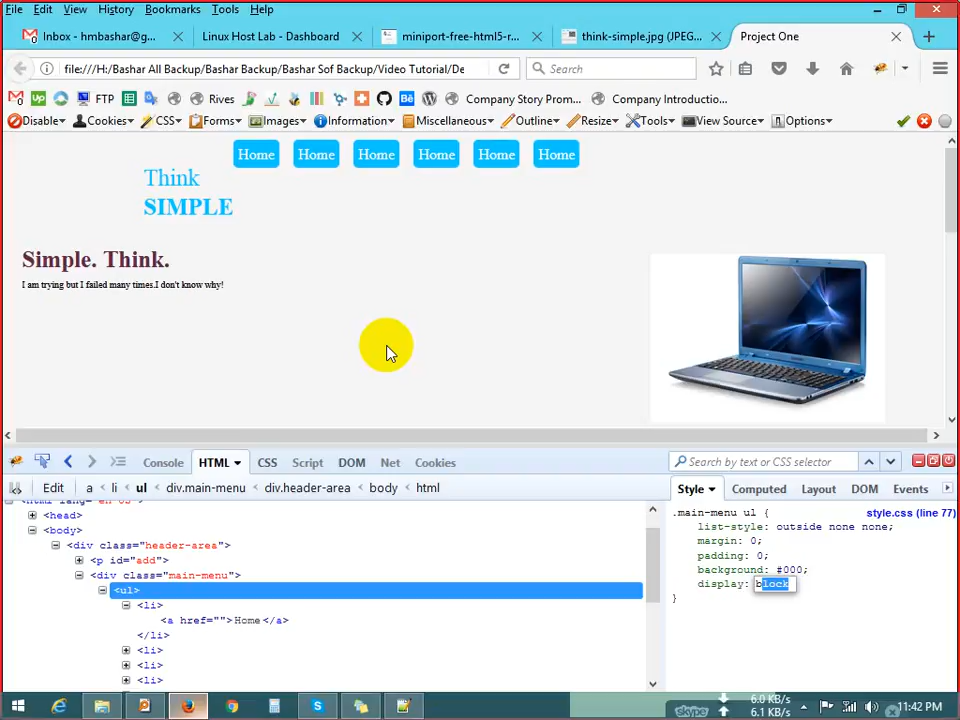 File Edit View History Bookmarks Tools Help
Inbox - hmbashar@g... Linux Host Lab - Dashboard miniport-free-html5-r... think-simple.jpg (JPEG... Project One
file:///H:/Bashar All Backup/Bashar Backup/Bashar Sof Backup/Video Tutorial/De Search
FTP Rives Company Story Prom... Company Introductio...
Disable Cookies CSS Forms Images Information Miscellaneous Outline Resize Tools View Source Options
Home Home Home Home Home Home
Think
SIMPLE
Simple. Think.
I am trying but I failed many times.I don't know why!
Console HTML CSS Script DOM Net Cookies Search by text or CSS selector
Edit a li ul div.main-menu div.header-area body html
Style Computed Layout DOM Events
<head>
<body>
<div class="header-area">
<p id="add">
<div class="main-menu">
<ul>
<li>
<a href="">Home</a>
</li>
<li>
<li>
<li>
.main-menu ul { style.css (line 77)
list-style: outside none none;
margin: 0;
padding: 0;
background: #000;
display: block
}
6.0 KB/s
6.1 KB/s
11:42 PM